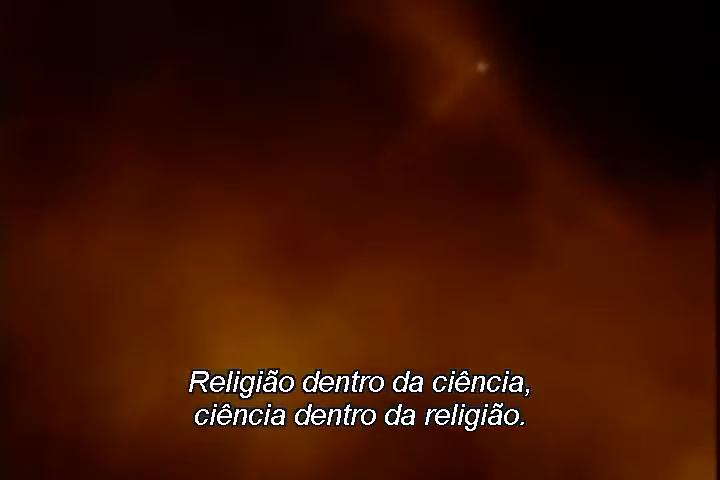 Religião dentro da ciência,
ciência dentro da religião.